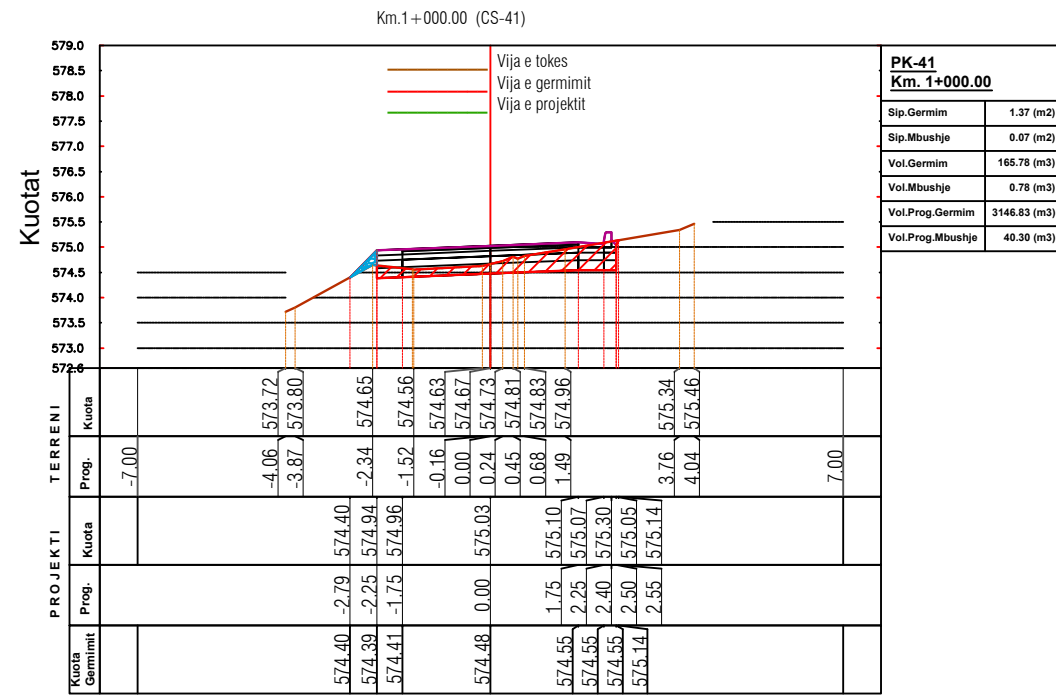 Km.1+000.00 (CS-41)
579.0
578.5
578.0
577.5
577.0
576.5
576.0
575.5
575.0
574.5
574.0
573.5
573.0
572.6
Kuotat
Vija e tokes
Vija e germimit
Vija e projektit
PK-41
Km. 1+000.00
Sip.Germim 1.37 (m2)
Sip.Mbushje 0.07 (m2)
Vol.Germim 165.78 (m3)
Vol.Mbushje 0.78 (m3)
Vol.Prog.Germim 3146.83 (m3)
Vol.Prog.Mbushje 40.30 (m3)
TERRENI
Kuota 573.72 573.80 574.65 574.56 574.63 574.67 574.73 574.81 574.83 574.96 575.34 575.46
Prog. -7.00 -4.06 -3.87 -2.34 -1.52 -0.16 0.00 0.24 0.45 0.68 1.49 3.76 4.04 7.00
PROJEKTI
Kuota 574.40 574.94 574.96 575.03 575.10 575.07 575.30 575.05 575.14
Prog. -2.79 -2.25 -1.75 0.00 1.75 2.25 2.40 2.50 2.55
Kuota
Germimit 574.40 574.39 574.41 574.48 574.55 574.55 574.55 575.14